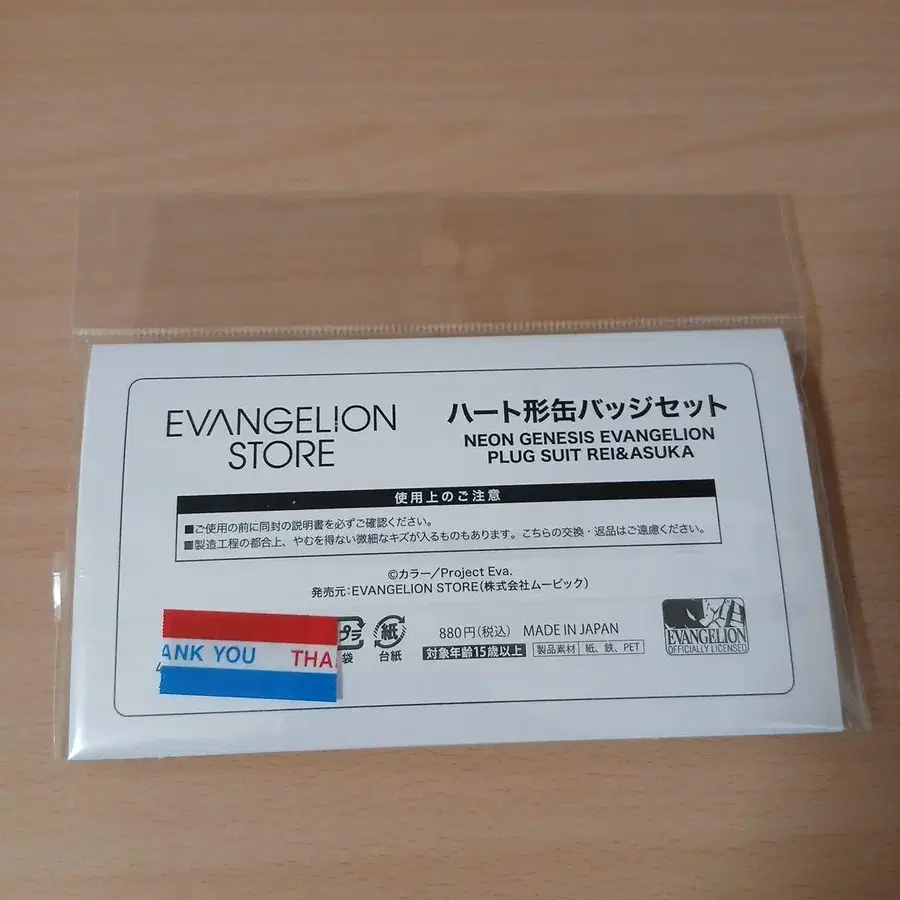 EVANGELION
STORE
ハート形缶バッジセット
NEON GENESIS EVANGELION
PLUG SUIT REI&ASUKA
使用上のご注意
■ご使用の前に同封の説明書を必ずご確認ください。
■製造工程の都合上、やむを得ない微細なキズが入るものもあります。こちらの交換・返品はご遠慮ください。
©カラー/Project Eva.
発売元:EVANGELION STORE(株式会社ムービック)
ANK YOU THA
プラ
袋
紙
台紙
880円(税込) MADE IN JAPAN
対象年齢15歳以上 製品素材 紙、鉄、PET
EVANGELION
OFFICIALLY LICENSED